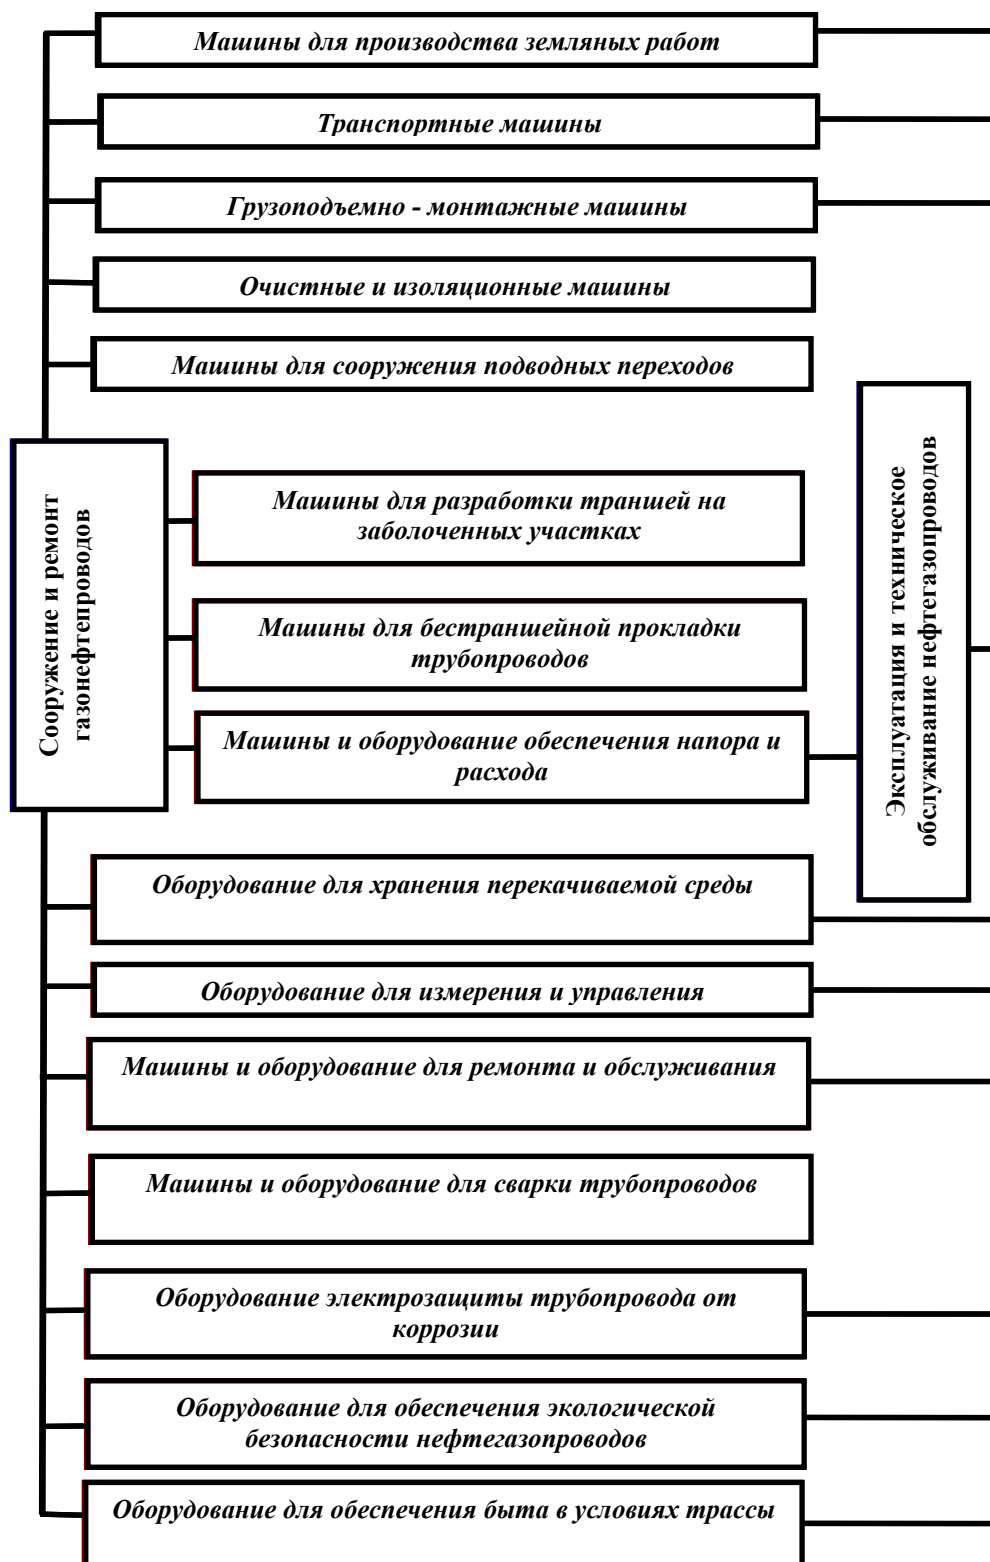 Машины для производства земляных работ
Транспортные машины
Грузоподъемно - монтажные машины
Очистные и изоляционные машины
Машины для сооружения подводных переходов
Сооружение и ремонт
газонефтепроводов
Машины для разработки траншей на
заболоченных участках
Машины для бестраншейной прокладки
трубопроводов
Машины и оборудование обеспечения напора и
расхода
Эксплуатация и техническое
обслуживание нефтегазопроводов
Оборудование для хранения перекачиваемой среды
Оборудование для измерения и управления
Машины и оборудование для ремонта и обслуживания
Машины и оборудование для сварки трубопроводов
Оборудование электрозащиты трубопровода от
коррозии
Оборудование для обеспечения экологической
безопасности нефтегазопроводов
Оборудование для обеспечения быта в условиях трассы